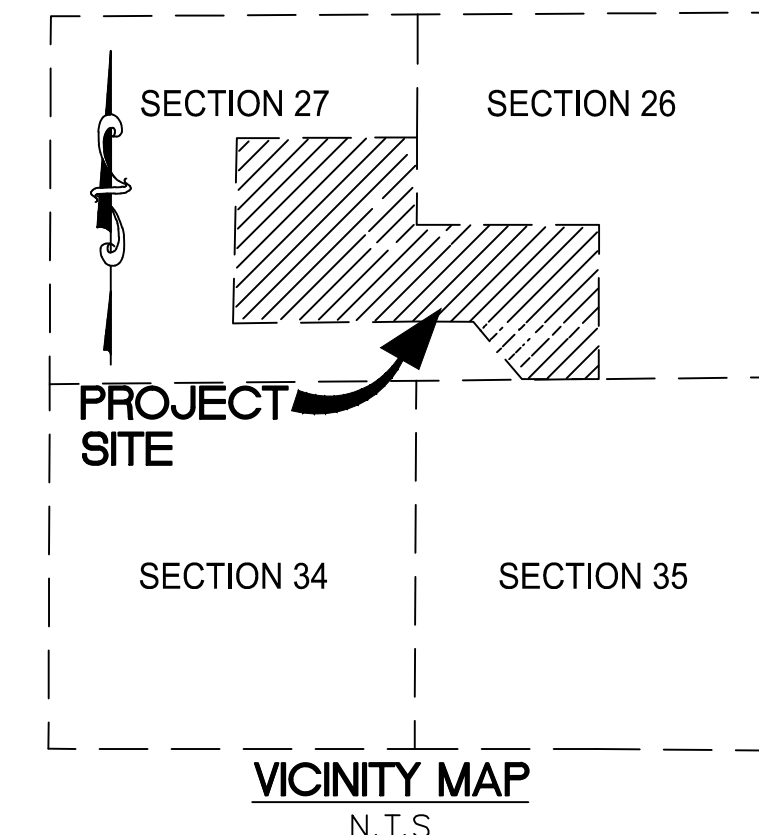 SECTION 27
SECTION 26
PROJECT
SITE
SECTION 34
SECTION 35
VICINITY MAP
N.T.S